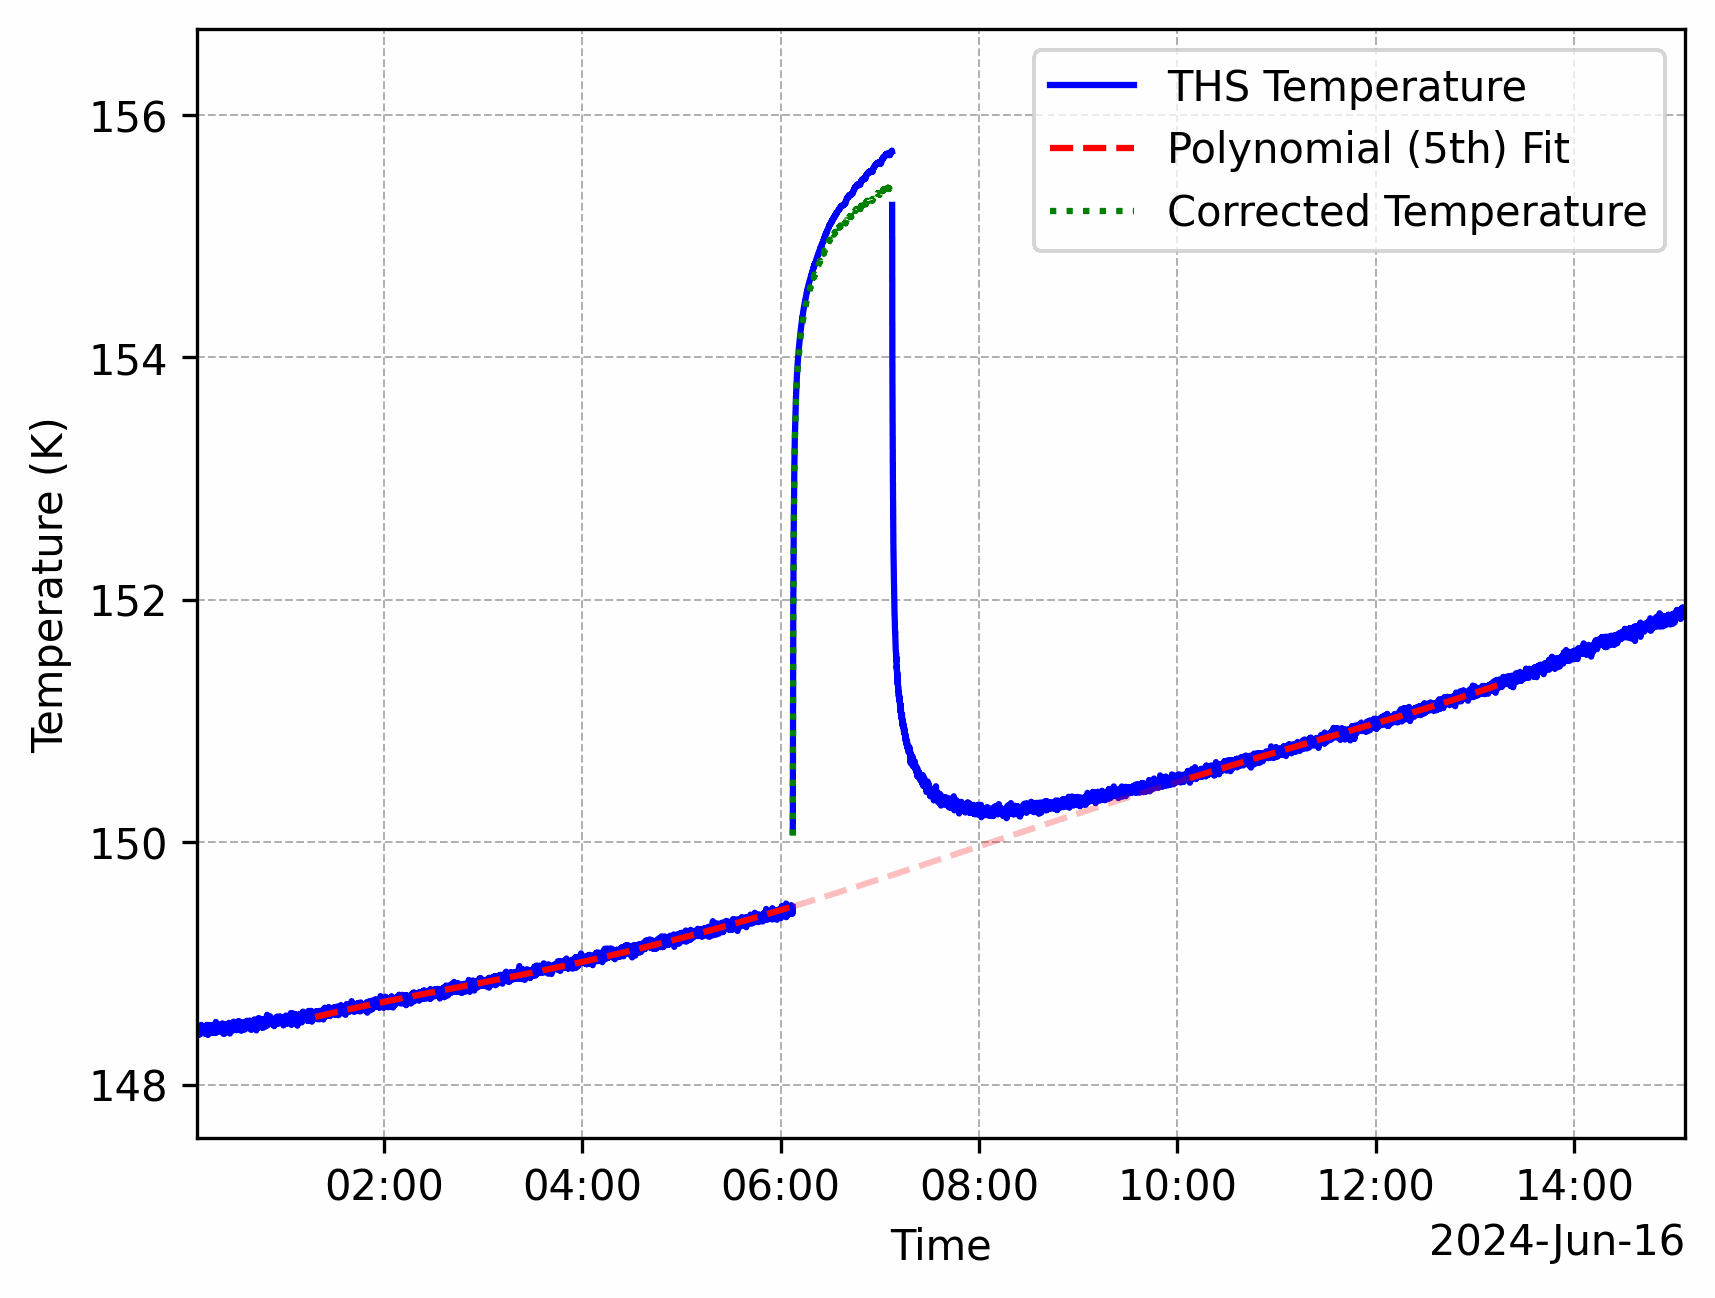 THS Temperature
Polynomial (5th) Fit
Corrected Temperature
156
154
152
150
148
Temperature (K)
02:00 04:00 06:00 08:00 10:00 12:00 14:00
Time
2024-Jun-16